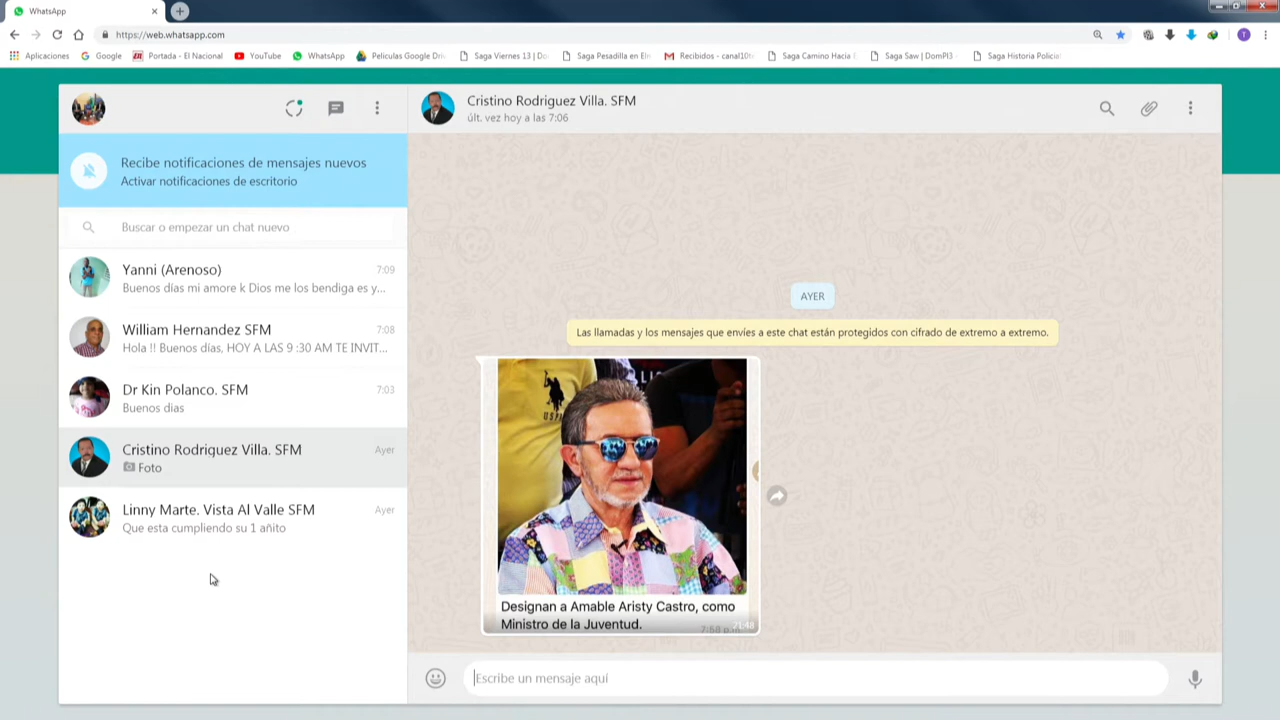 WhatsApp
https://web.whatsapp.com
Aplicaciones
Google
Portada - El Nacional
YouTube
WhatsApp
Peliculas Google Dri
Saga Viernes 13 | Do
Saga Pesadilla en Elm
Recibidos - canal10t
Saga Camino Hacia E
Saga Saw | DomPl3
Saga Historia Policial
T
Cristino Rodriguez Villa. SFM
últ. vez hoy a las 7:06
Recibe notificaciones de mensajes nuevos
Activar notificaciones de escritorio
Buscar o empezar un chat nuevo
Yanni (Arenoso)
7:09
Buenos días mi amore k Dios me los bendiga es y...
William Hernandez SFM
7:08
Hola !! Buenos días, HOY A LAS 9 :30 AM TE INVIT...
Dr Kin Polanco. SFM
7:03
Buenos dias
Cristino Rodriguez Villa. SFM
Ayer
Foto
Linny Marte. Vista Al Valle SFM
Ayer
Que esta cumpliendo su 1 añito
AYER
Las llamadas y los mensajes que envíes a este chat están protegidos con cifrado de extremo a extremo.
Designan a Amable Aristy Castro, como
Ministro de la Juventud.
7:58 p.m.
21:48
Escribe un mensaje aquí